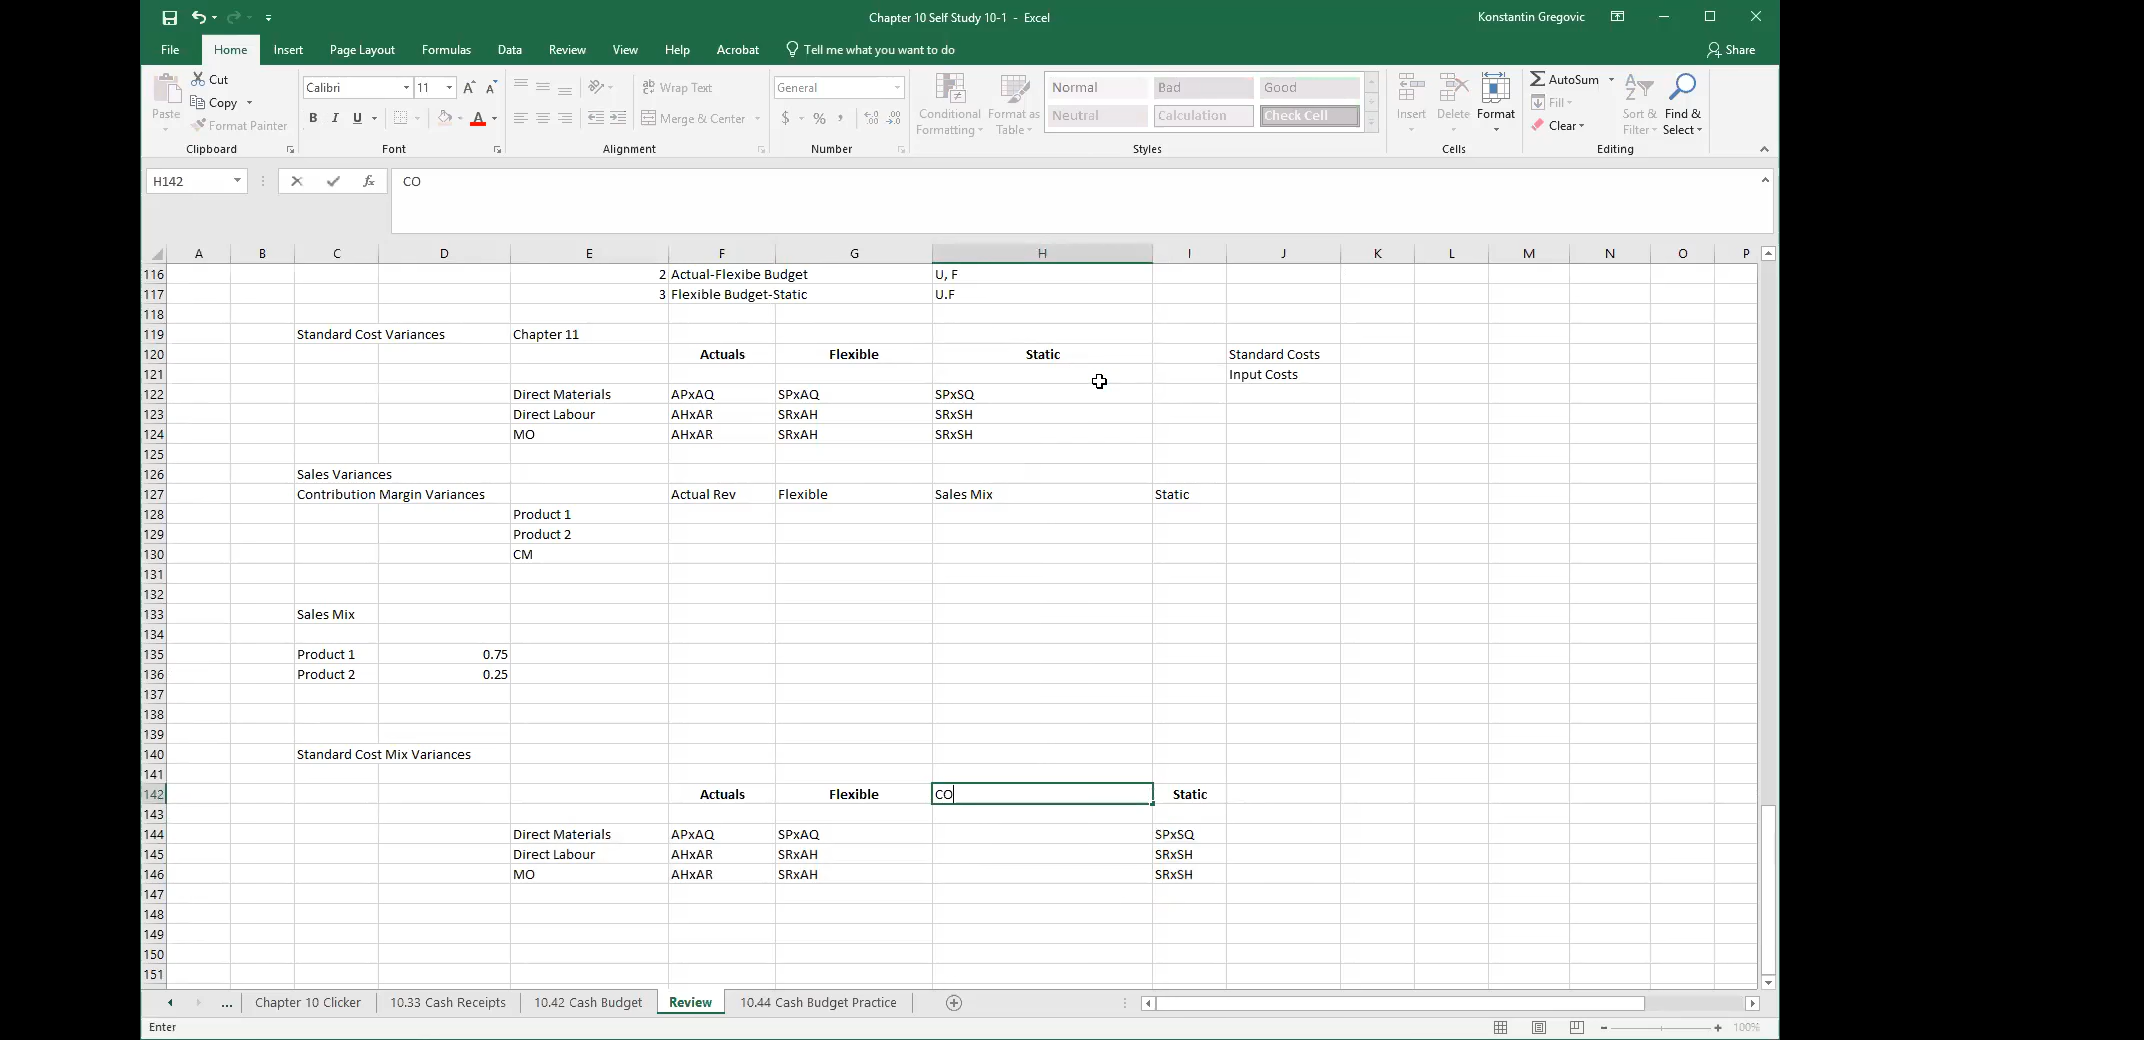 Chapter 10 Self Study 10-1 - Excel
Konstantin Gregovic
File Home Insert Page Layout Formulas Data Review View Help Acrobat Tell me what you want to do Share
Paste
Cut
Copy
Format Painter
Calibri 11 A A
B I U A
Wrap Text
Merge & Center
General
$ % , .00 .00
Conditional Formatting
Format as Table
Normal Bad Good
Neutral Calculation Check Cell
Insert Delete Format
AutoSum
Fill
Clear
Sort & Filter
Find & Select
Clipboard Font Alignment Number Styles Cells Editing
H142 fx CO
A B C D E F G H I J K L M N O P
116 2 Actual-Flexibe Budget U, F
117 3 Flexible Budget-Static U.F
118
119 Standard Cost Variances Chapter 11
120 Actuals Flexible Static Standard Costs
121 Input Costs
122 Direct Materials APxAQ SPxAQ SPxSQ
123 Direct Labour AHxAR SRxAH SRxSH
124 MO AHxAR SRxAH SRxSH
125
126 Sales Variances
127 Contribution Margin Variances Actual Rev Flexible Sales Mix Static
128 Product 1
129 Product 2
130 CM
131
132
133 Sales Mix
134
135 Product 1 0.75
136 Product 2 0.25
137
138
139
140 Standard Cost Mix Variances
141
142 Actuals Flexible CO Static
143
144 Direct Materials APxAQ SPxAQ SPxSQ
145 Direct Labour AHxAR SRxAH SRxSH
146 MO AHxAR SRxAH SRxSH
147
148
149
150
151
... Chapter 10 Clicker 10.33 Cash Receipts 10.42 Cash Budget Review 10.44 Cash Budget Practice
Enter 100%